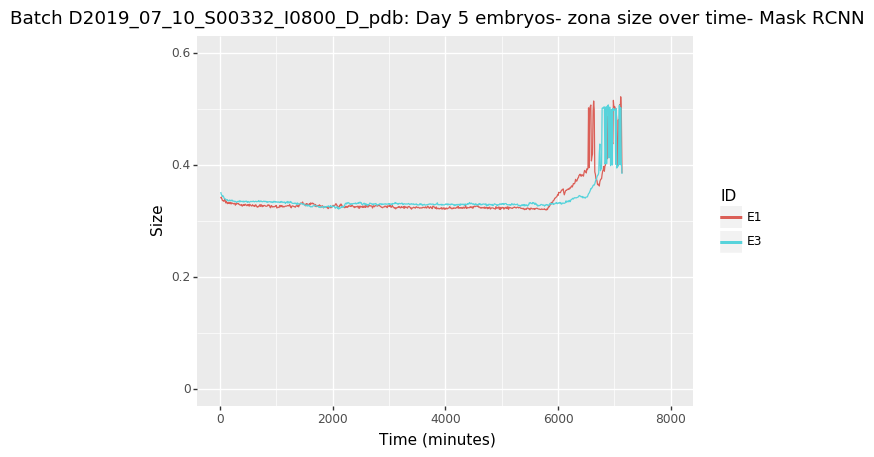 Batch D2019_07_10_S00332_I0800_D_pdb: Day 5 embryos- zona size over time- Mask RCNN
0.6
0.4
0.2
0
Size
0 2000 4000 6000 8000
Time (minutes)
ID
E1
E3